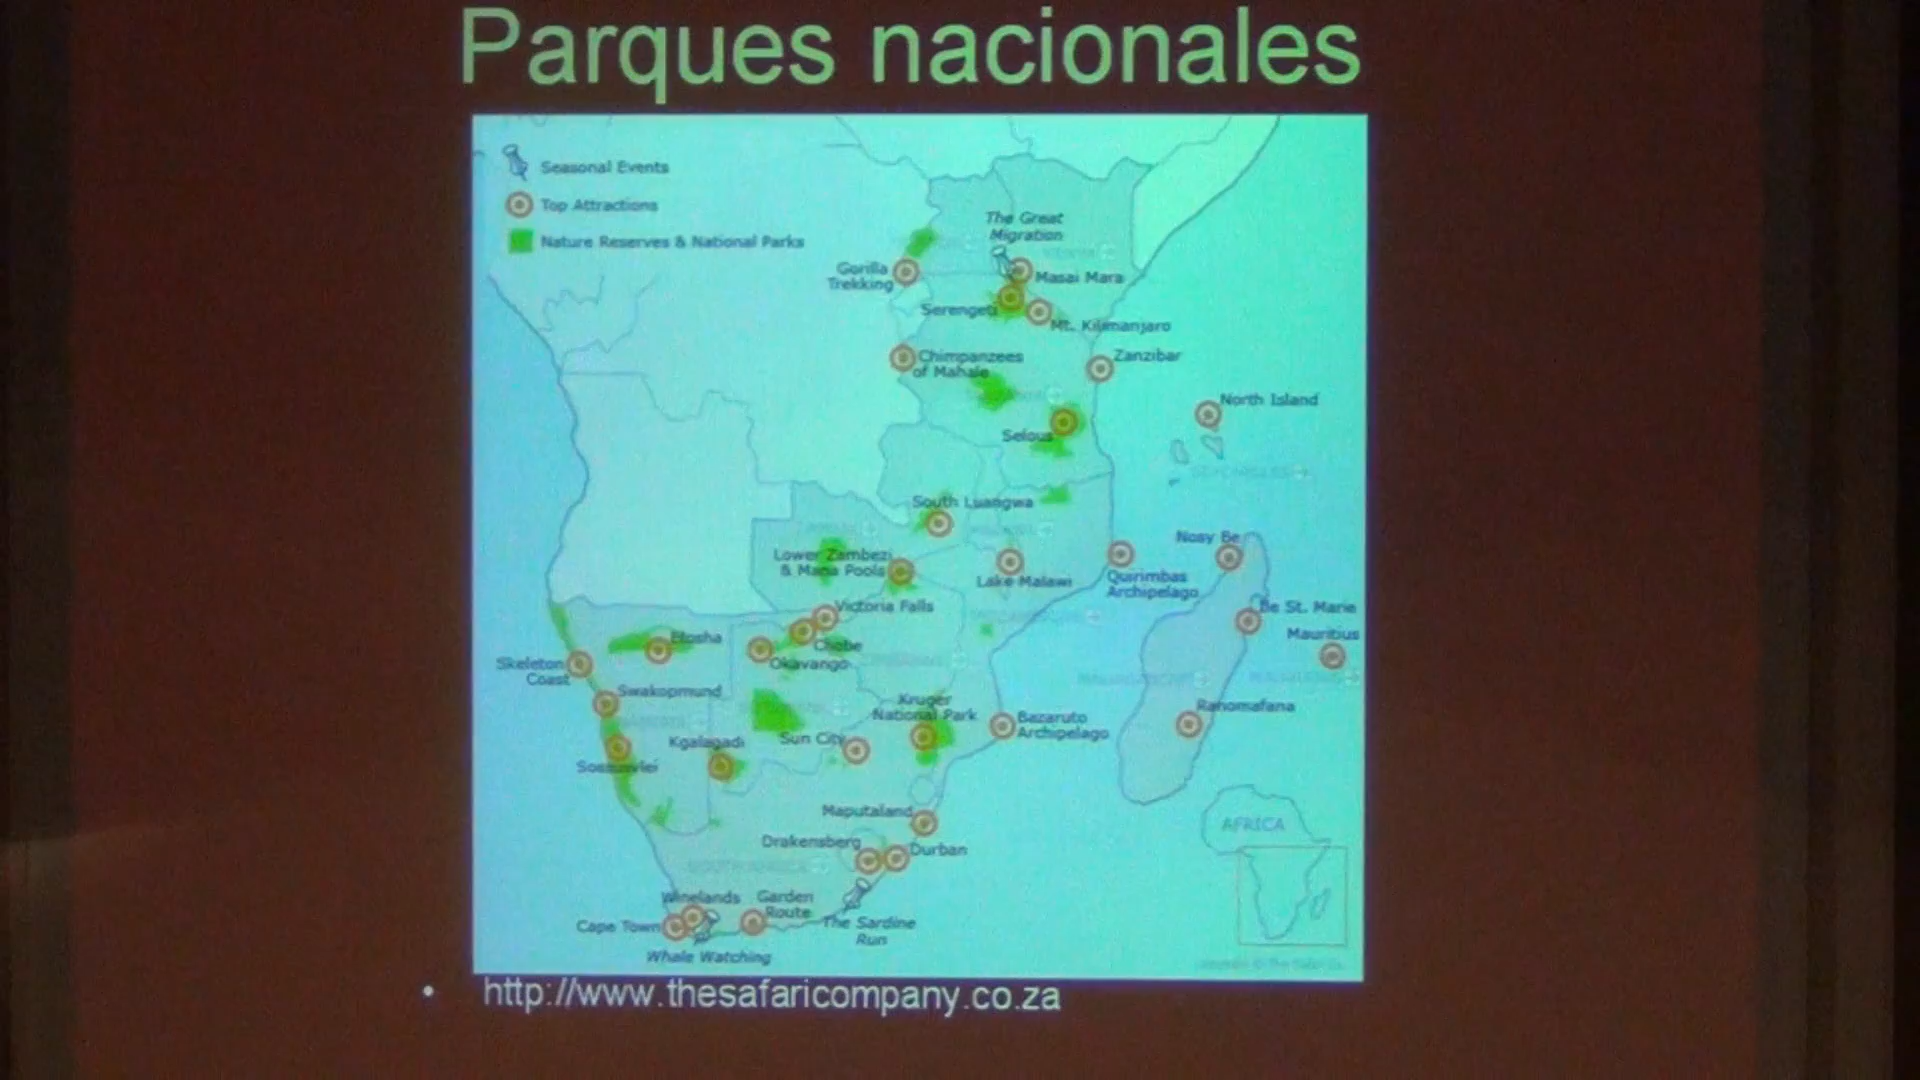 Parques nacionales
Seasonal Events
Top Attractions
Nature Reserves & National Parks
The Great
Migration
Gorilla
Trekking
Masai Mara
Serengeti
Mt. Kilimanjaro
Chimpanzees
of Mahale
Zanzibar
North Island
Selous
SEYCHELLES
South Luangwa
Lower Zambezi
& Mana Pools
Lake Malawi
Quirimbas
Archipelago
Nosy Be
Victoria Falls
Be St. Marie
Mauritius
Etosha
Chobe
Okavango
Skeleton
Coast
Swakopmund
Kruger
National Park
Bazaruto
Archipelago
Ranomafana
Kgalagadi
Sun City
Sossusvlei
Maputaland
Drakensberg
Durban
AFRICA
SOUTH AFRICA
Winelands
Garden
Route
Cape Town
The Sardine
Run
Whale Watching
• http://www.thesafaricompany.co.za